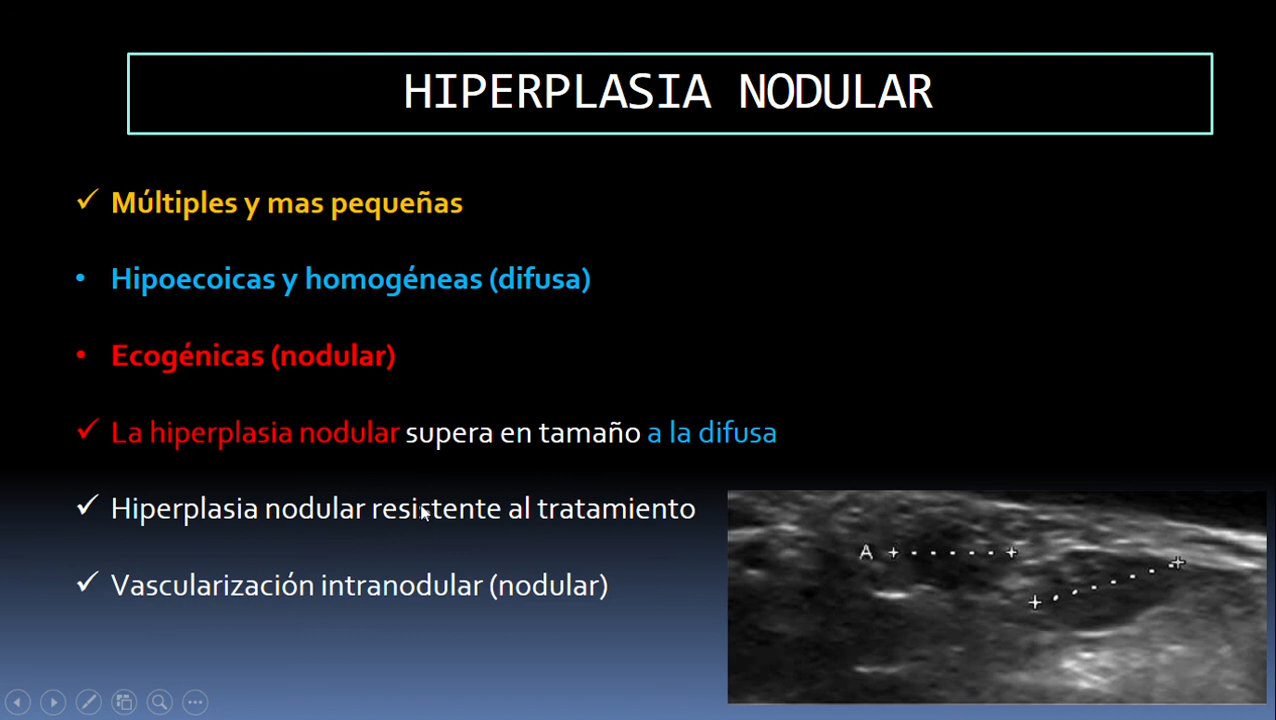 HIPERPLASIA NODULAR
Múltiples y mas pequeñas
Hipoecoicas y homogéneas (difusa)
Ecogénicas (nodular)
La hiperplasia nodular supera en tamaño a la difusa
Hiperplasia nodular resistente al tratamiento
Vascularización intranodular (nodular)
A